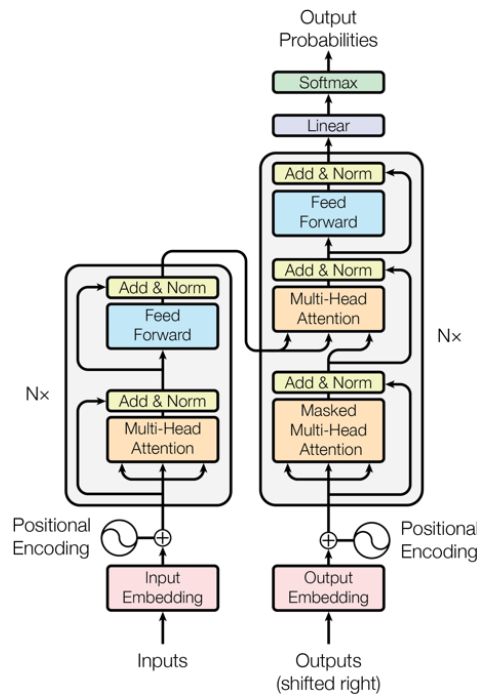 Output
Probabilities
Softmax
Linear
Add & Norm
Feed
Forward
Add & Norm
Multi-Head
Attention
Add & Norm
Masked
Multi-Head
Attention
N×
Add & Norm
Feed
Forward
Add & Norm
Multi-Head
Attention
N×
Positional
Encoding
Positional
Encoding
Input
Embedding
Output
Embedding
Inputs
Outputs
(shifted right)